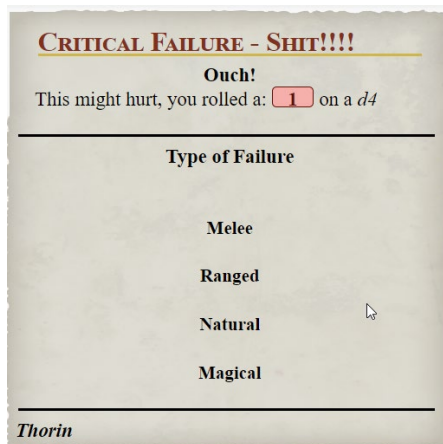 Critical Failure - Shit!!!!
Ouch!
This might hurt, you rolled a: 1 on a d4
Type of Failure
Melee
Ranged
Natural
Magical
Thorin